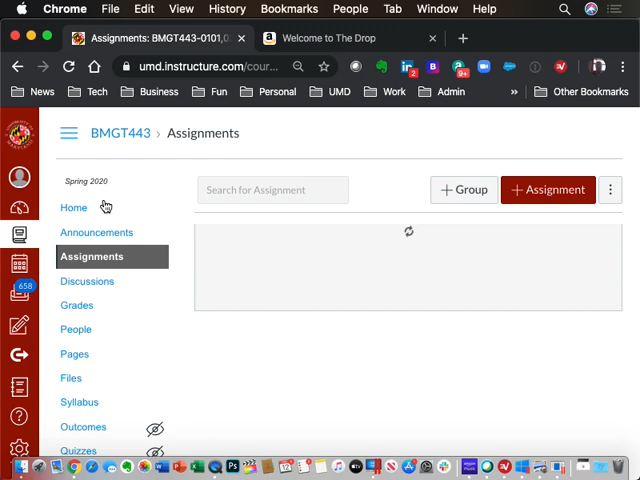 Chrome File Edit View History Bookmarks People Tab Window Help
Assignments: BMGT443-0101,0
Welcome to The Drop
umd.instructure.com/cour...
2
9+
News Tech Business Fun Personal UMD Work Admin » Other Bookmarks
BMGT443 › Assignments
Spring 2020
Search for Assignment
+ Group
+ Assignment
Home
Announcements
Assignments
Discussions
658
Grades
People
Pages
Files
Syllabus
Outcomes
Quizzes